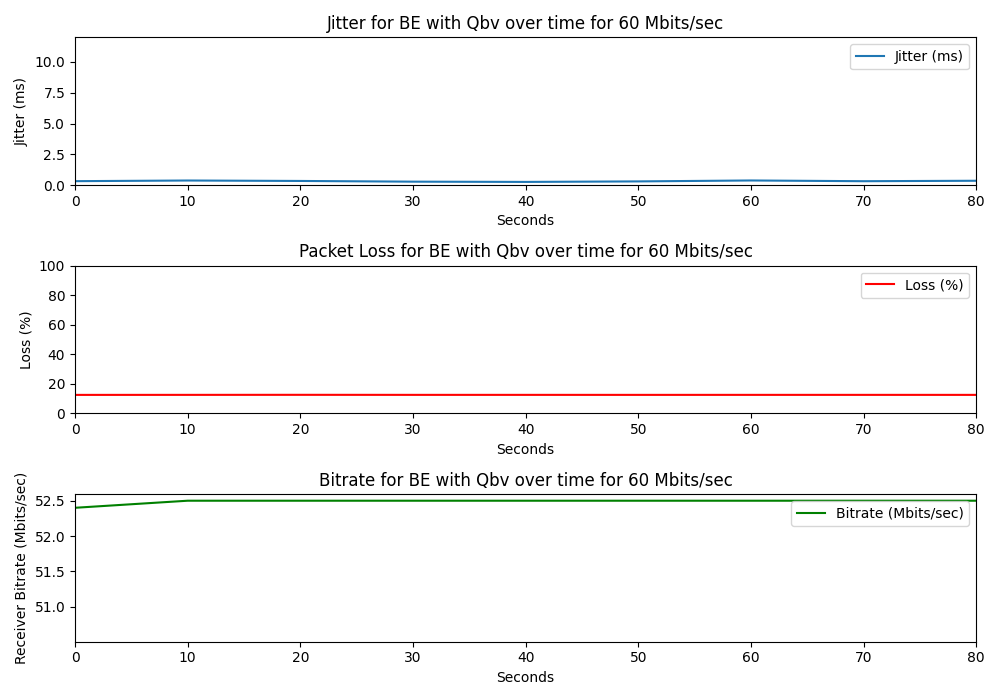 Jitter for BE with Qbv over time for 60 Mbits/sec
Jitter (ms)
10.0
7.5
5.0
2.5
0.0
Jitter (ms)
0 10 20 30 40 50 60 70 80
Seconds
Packet Loss for BE with Qbv over time for 60 Mbits/sec
Loss (%)
100
80
60
40
20
0
Loss (%)
0 10 20 30 40 50 60 70 80
Seconds
Bitrate for BE with Qbv over time for 60 Mbits/sec
Receiver Bitrate (Mbits/sec)
52.5
52.0
51.5
51.0
Bitrate (Mbits/sec)
0 10 20 30 40 50 60 70 80
Seconds